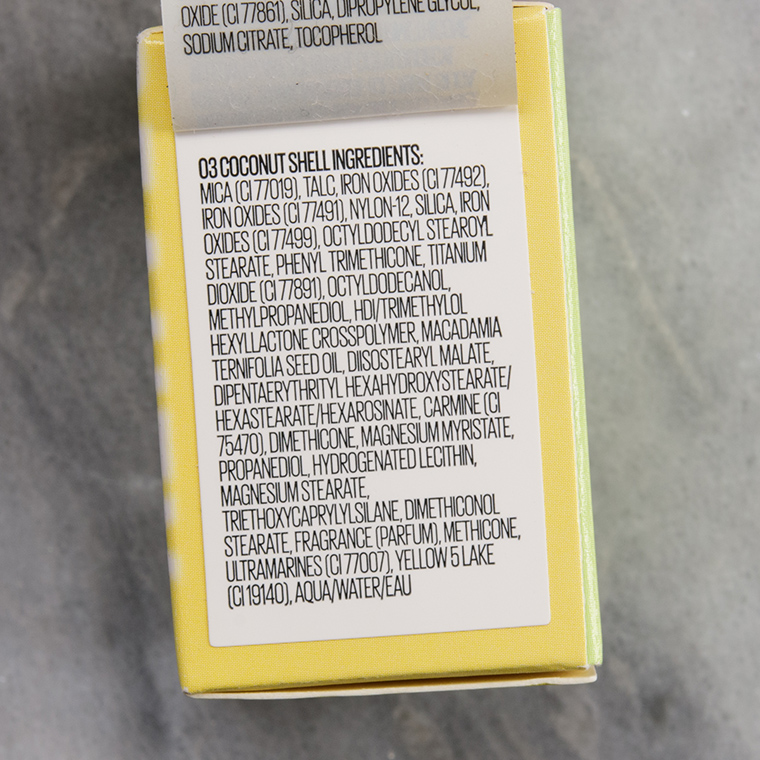 OXIDE (CI 77861), SILICA, DIPROPYLENE GLYCOL,
SODIUM CITRATE, TOCOPHEROL
03 COCONUT SHELL INGREDIENTS:
MICA (CI 77019), TALC, IRON OXIDES (CI 77492),
IRON OXIDES (CI 77491), NYLON-12, SILICA, IRON
OXIDES (CI 77499), OCTYLDODECYL STEAROYL
STEARATE, PHENYL TRIMETHICONE, TITANIUM
DIOXIDE (CI 77891), OCTYLDODECANOL,
METHYLPROPANEDIOL, HDI/TRIMETHYLOL
HEXYLLACTONE CROSSPOLYMER, MACADAMIA
TERNIFOLIA SEED OIL, DIISOSTEARYL MALATE,
DIPENTAERYTHRITYL HEXAHYDROXYSTEARATE/
HEXASTEARATE/HEXAROSINATE, CARMINE (CI
75470), DIMETHICONE, MAGNESIUM MYRISTATE,
PROPANEDIOL, HYDROGENATED LECITHIN,
MAGNESIUM STEARATE,
TRIETHOXYCAPRYLYLSILANE, DIMETHICONOL
STEARATE, FRAGRANCE (PARFUM), METHICONE,
ULTRAMARINES (CI 77007), YELLOW 5 LAKE
(CI 19140), AQUA/WATER/EAU